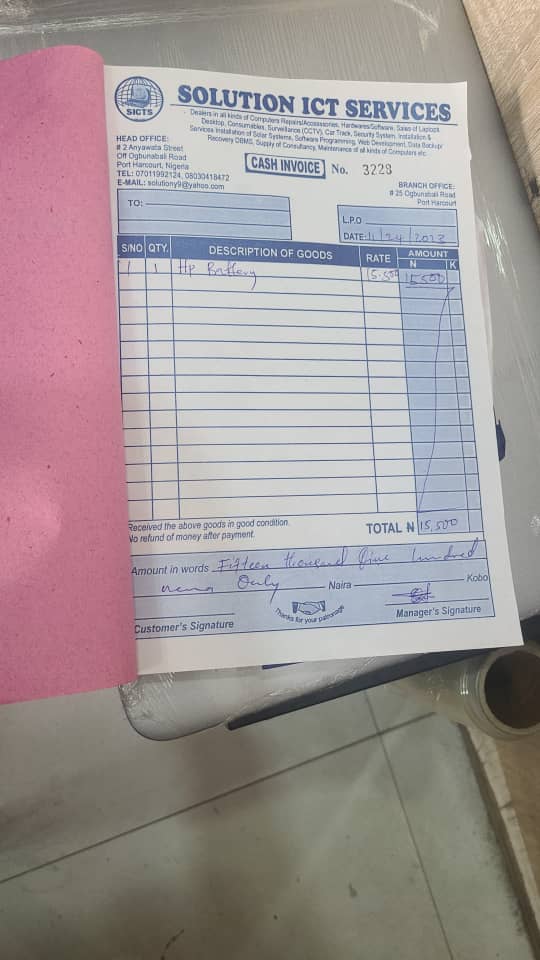 SICTS
SOLUTION ICT SERVICES
- Dealers in all kinds of Computers Repairs/Accessories, Hardwares/Software, Sales of Laptops
Desktop, Consumables, Surveillance (CCTV), Car Track, Security System, Installation &
Services Installation of Solar Systems, Software Programming, Web Development, Data Backup/
Recovery DBMS, Supply of Consultancy, Maintenance of all kinds of Computers etc.
HEAD OFFICE:
# 2 Anyawata Street
Off Ogbunabali Road
Port Harcourt, Nigeria
TEL: 07011992124, 08030418472
E-MAIL: solutiony9@yahoo.com
CASH INVOICE No. 3228
BRANCH OFFICE:
# 25 Ogbunabali Road
Port Harcourt
TO:
L.P.O
DATE: 11/24/2023
S/NO QTY. DESCRIPTION OF GOODS RATE AMOUNT
N K
1 1 Hp Battery 15,500 15,500
Received the above goods in good condition.
No refund of money after payment.
TOTAL ₦ 15,500
Amount in words Fifteen thousand five hundred
Only Naira Kobo
Thanks for your patronage
Customer's Signature
Manager's Signature